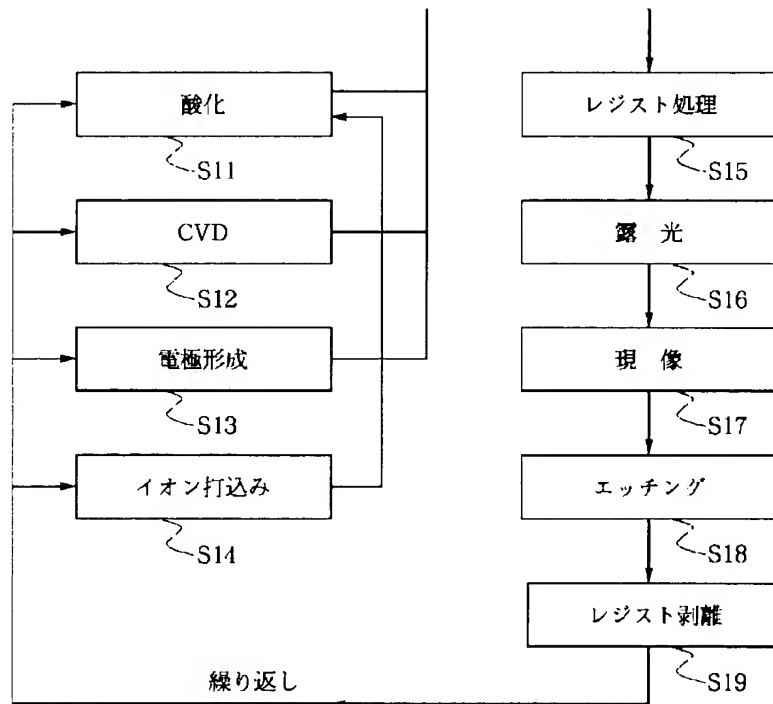 酸化
S11
CVD
S12
電極形成
S13
イオン打込み
S14
レジスト処理
S15
露 光
S16
現 像
S17
エッチング
S18
レジスト剥離
S19
繰り返し